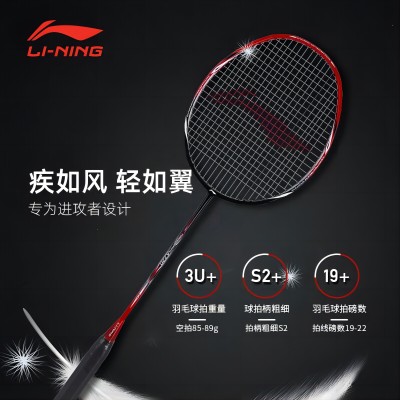 LI-NING
疾如风 轻如翼
专为进攻者设计
3U+
羽毛球拍重量
空拍85-89g
S2+
球拍柄粗细
拍柄粗细S2
19+
羽毛球拍磅数
拍线磅数19-22